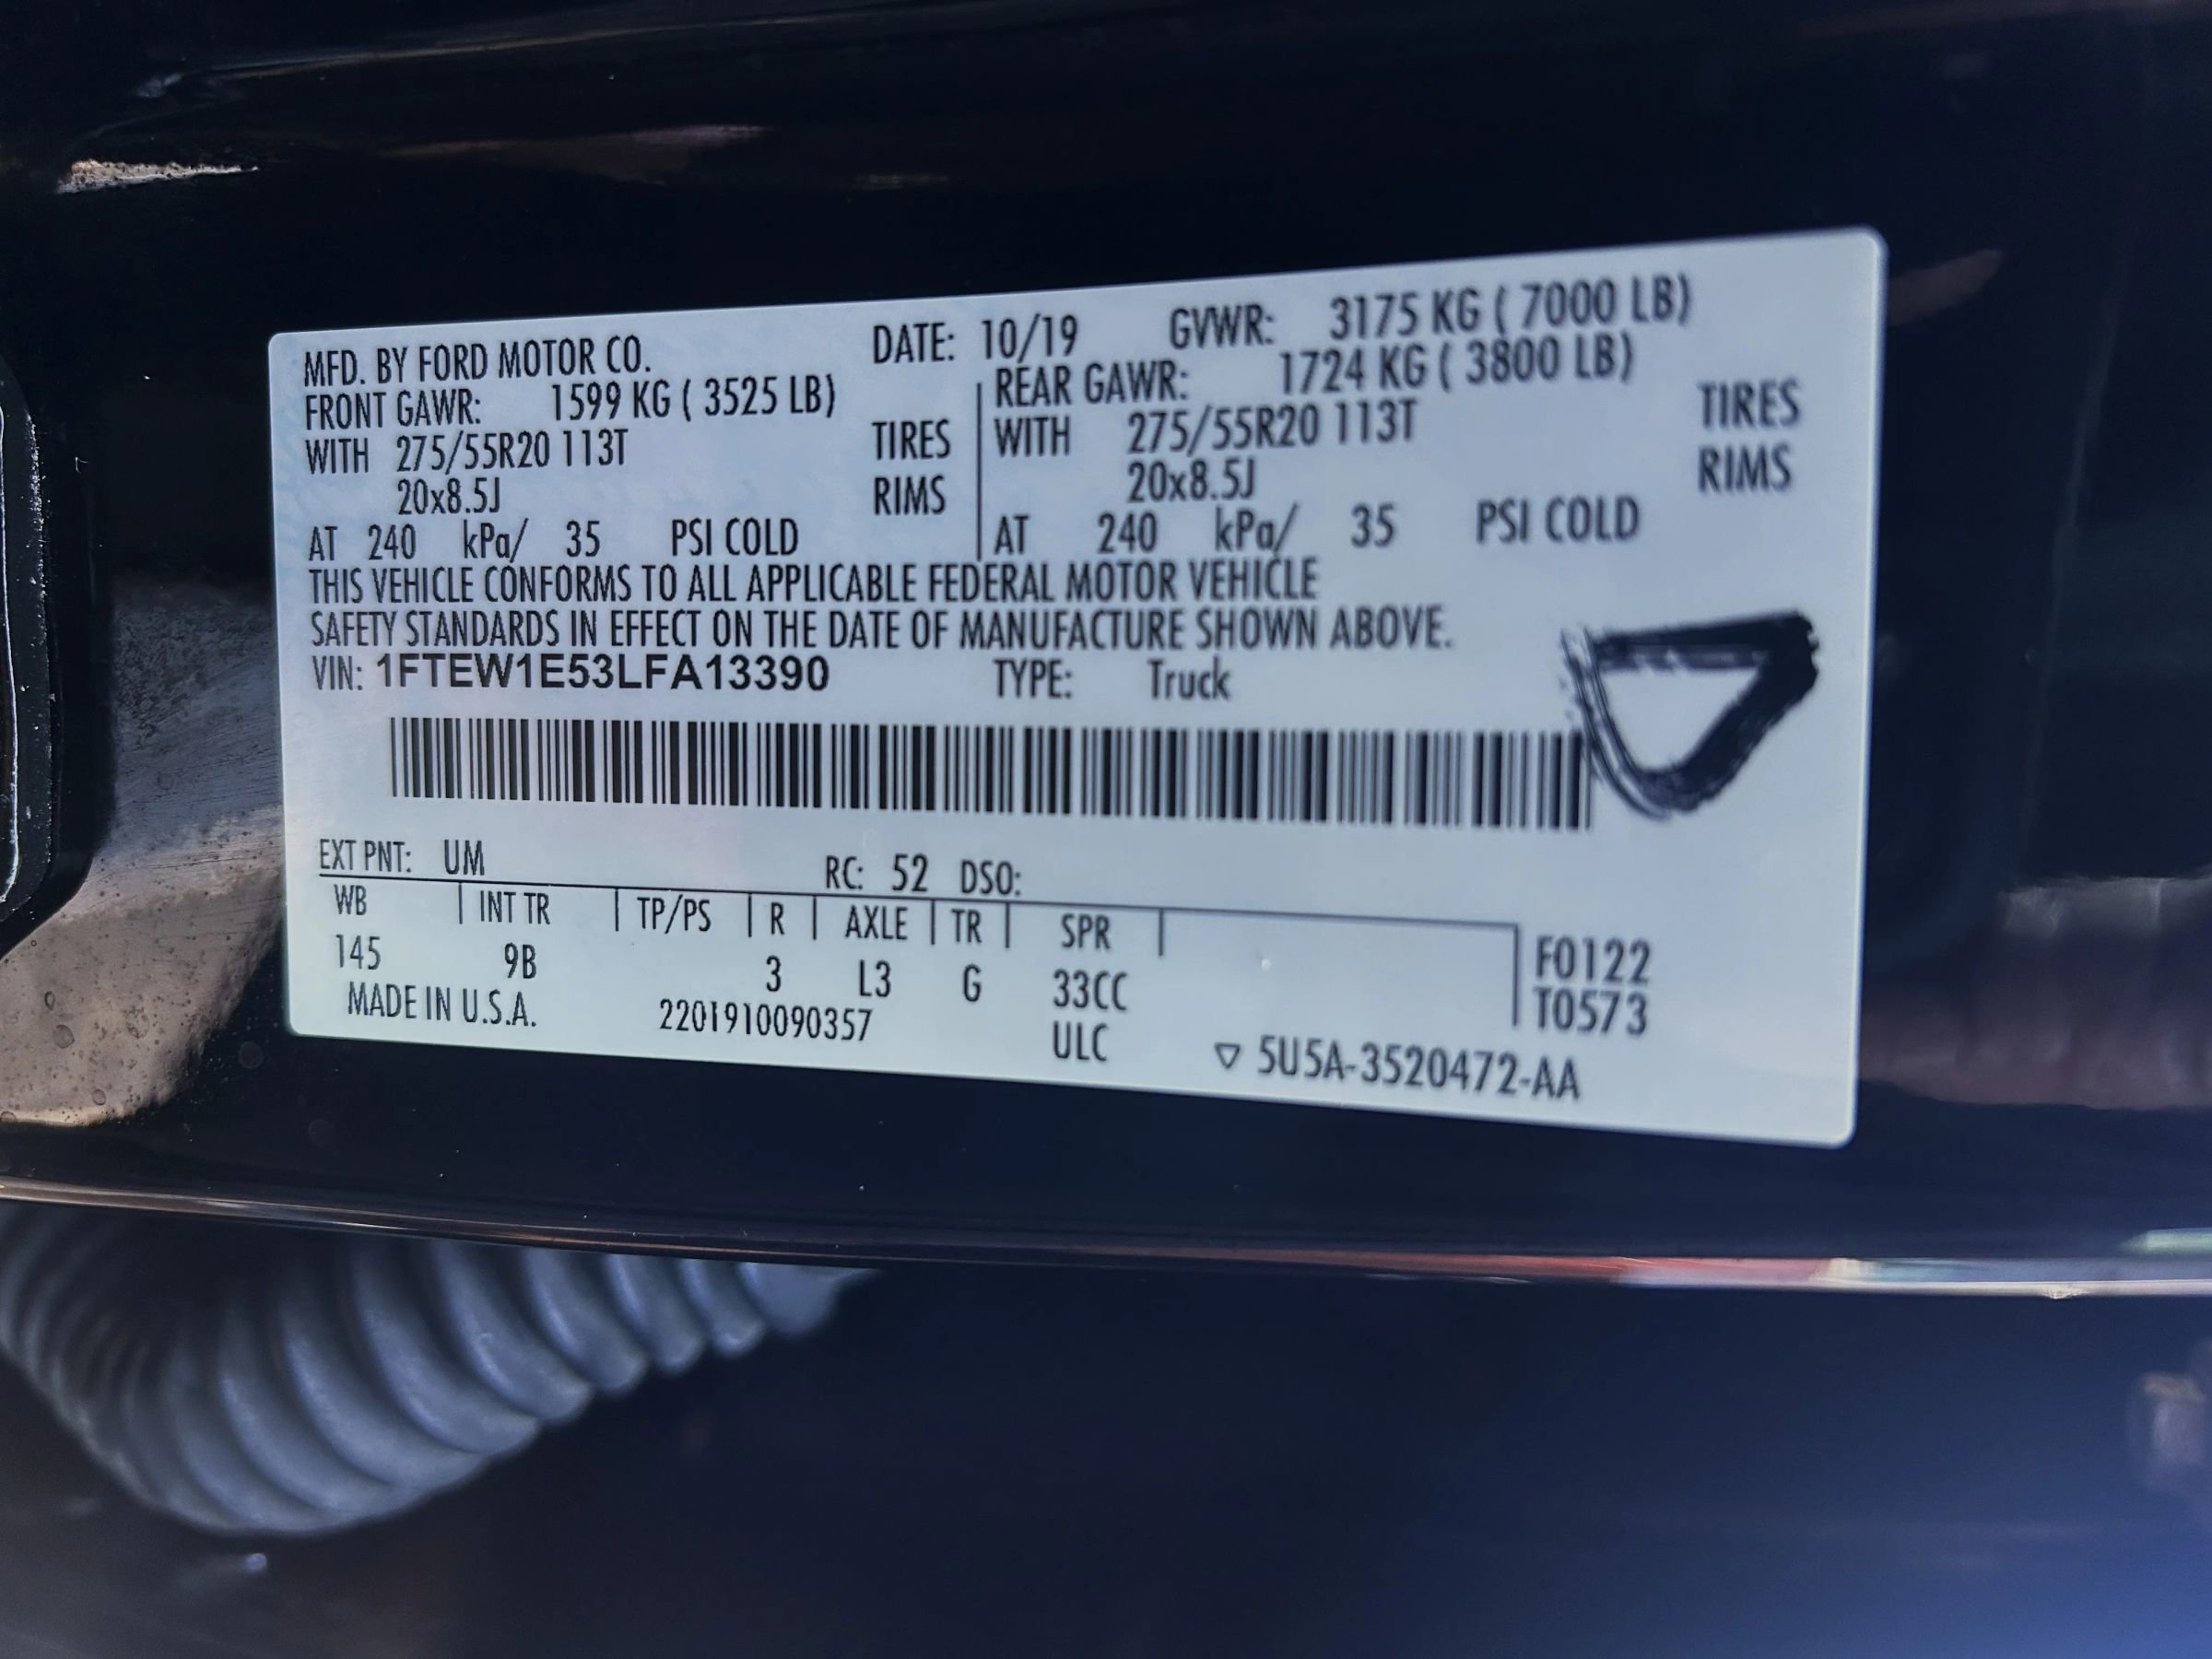 MFD. BY FORD MOTOR CO. DATE: 10/19 GVWR: 3175 KG ( 7000 LB)
FRONT GAWR: 1599 KG ( 3525 LB) REAR GAWR: 1724 KG ( 3800 LB)
WITH 275/55R20 113T TIRES WITH 275/55R20 113T TIRES
20x8.5J RIMS 20x8.5J RIMS
AT 240 kPa/ 35 PSI COLD AT 240 kPa/ 35 PSI COLD
THIS VEHICLE CONFORMS TO ALL APPLICABLE FEDERAL MOTOR VEHICLE
SAFETY STANDARDS IN EFFECT ON THE DATE OF MANUFACTURE SHOWN ABOVE.
VIN: 1FTEW1E53LFA13390 TYPE: Truck
EXT PNT: UM RC: 52 DSO:
WB INT TR TP/PS R AXLE TR SPR F0122
145 9B 3 L3 G 33CC T0573
MADE IN U.S.A. 2201910090357 ULC ▽ 5U5A-3520472-AA